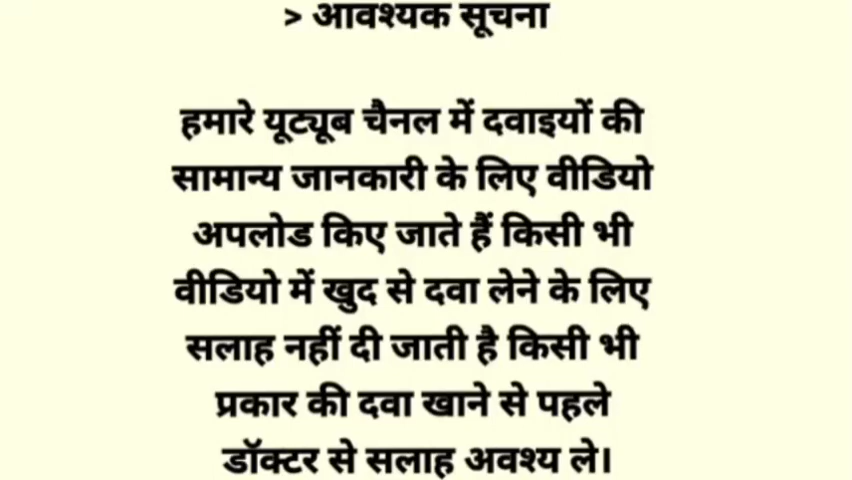 > आवश्यक सूचना
हमारे यूट्यूब चैनल में दवाइयों की
सामान्य जानकारी के लिए वीडियो
अपलोड किए जाते हैं किसी भी
वीडियो में खुद से दवा लेने के लिए
सलाह नहीं दी जाती है किसी भी
प्रकार की दवा खाने से पहले
डॉक्टर से सलाह अवश्य ले।